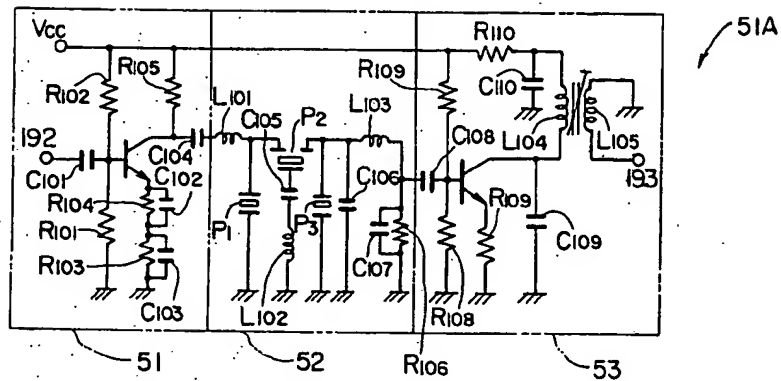 51A
Vcc
R110
R102
R105
R109
C110
L101
L103
C105
P2
C108
L104
L105
192
C104
C106
193
C101
C102
R104
P1
P3
R109
C109
R101
C107
R103
C103
L102
R108
R106
51
52
53